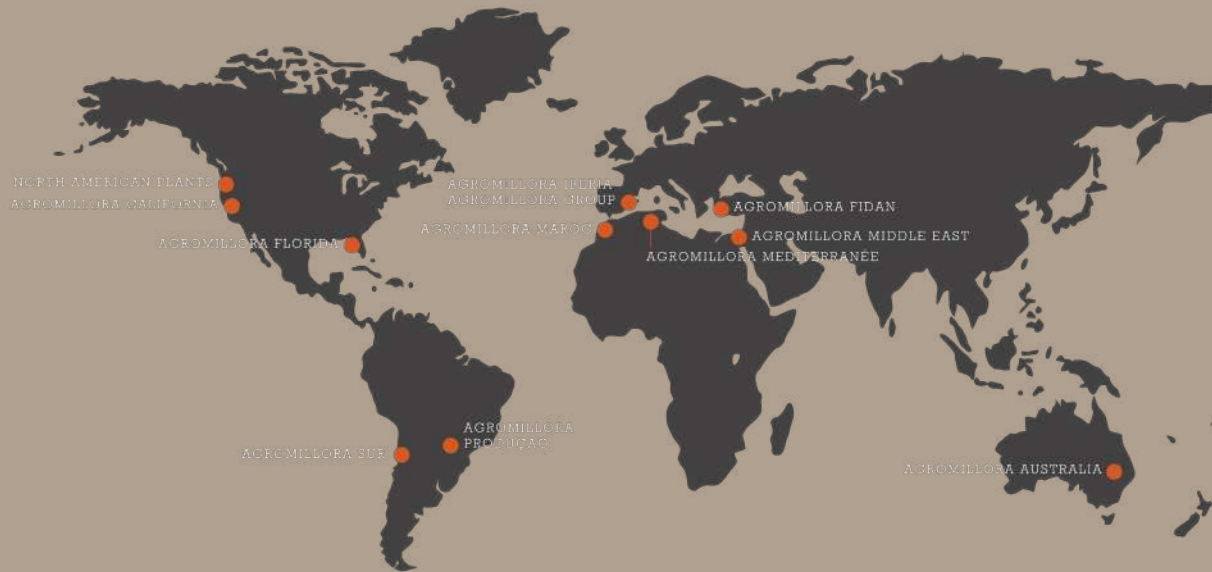 NORTH AMERICAN PLANTS
AGROMILLORA CALIFORNIA
AGROMILLORA FLORIDA
AGROMILLORA IBERIA
AGROMILLORA GROUP
AGROMILLORA MAROC
AGROMILLORA FIDAN
AGROMILLORA MIDDLE EAST
AGROMILLORA MEDITERRANÉE
AGROMILLORA
PRODUÇAO
AGROMILLORA SUR
AGROMILLORA AUSTRALIA